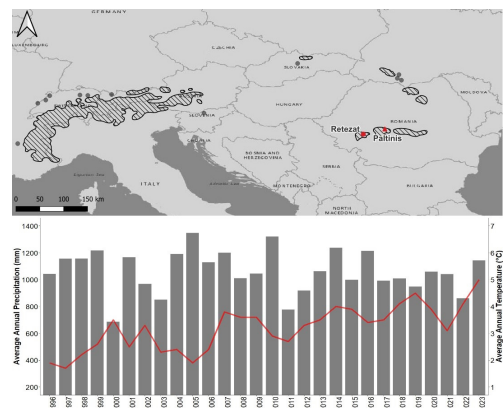 GERMANY
LUXEMBOURG
CZECHIA
SLOVAKIA
MOLDOVA
HUNGARY
SLOVENIA
ROMANIA
Retezat
Paltinis
CROATIA
BOSNIA AND
HERZEGOVINA
SERBIA
ITALY
MONTENEGRO
BULGARIA
NORTH
MACEDONIA
0 50 100 150 km
Average Annual Precipitation (mm)
1400
1200
1000
800
600
400
200
7
6
5
4
3
2
1
Average Annual Temperature (°C)
996 997 998 999 000 001 002 003 004 005 006 007 008 009 010 011 012 013 014 015 016 017 018 019 020 021 022 023